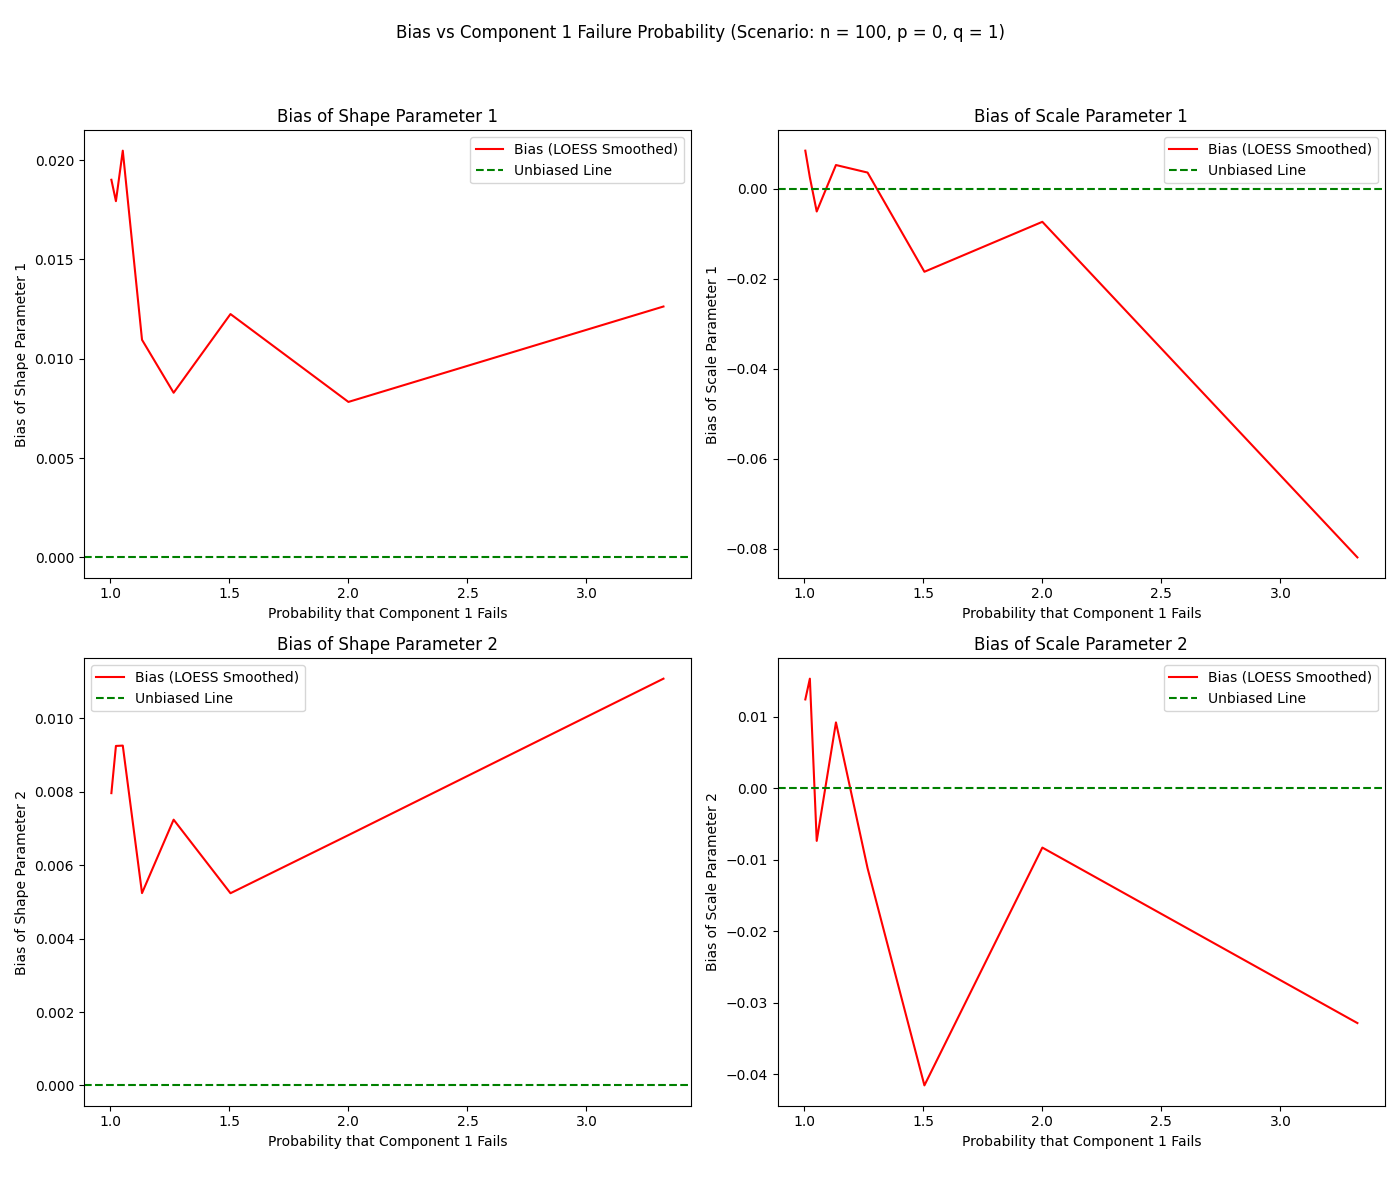 Bias vs Component 1 Failure Probability (Scenario: n = 100, p = 0, q = 1)
Bias of Shape Parameter 1
Bias (LOESS Smoothed)
Unbiased Line
0.020
0.015
0.010
0.005
0.000
Bias of Shape Parameter 1
1.0 1.5 2.0 2.5 3.0
Probability that Component 1 Fails
Bias of Scale Parameter 1
Bias (LOESS Smoothed)
Unbiased Line
0.00
−0.02
−0.04
−0.06
−0.08
Bias of Scale Parameter 1
1.0 1.5 2.0 2.5 3.0
Probability that Component 1 Fails
Bias of Shape Parameter 2
Bias (LOESS Smoothed)
Unbiased Line
0.010
0.008
0.006
0.004
0.002
0.000
Bias of Shape Parameter 2
1.0 1.5 2.0 2.5 3.0
Probability that Component 1 Fails
Bias of Scale Parameter 2
Bias (LOESS Smoothed)
Unbiased Line
0.01
0.00
−0.01
−0.02
−0.03
−0.04
Bias of Scale Parameter 2
1.0 1.5 2.0 2.5 3.0
Probability that Component 1 Fails